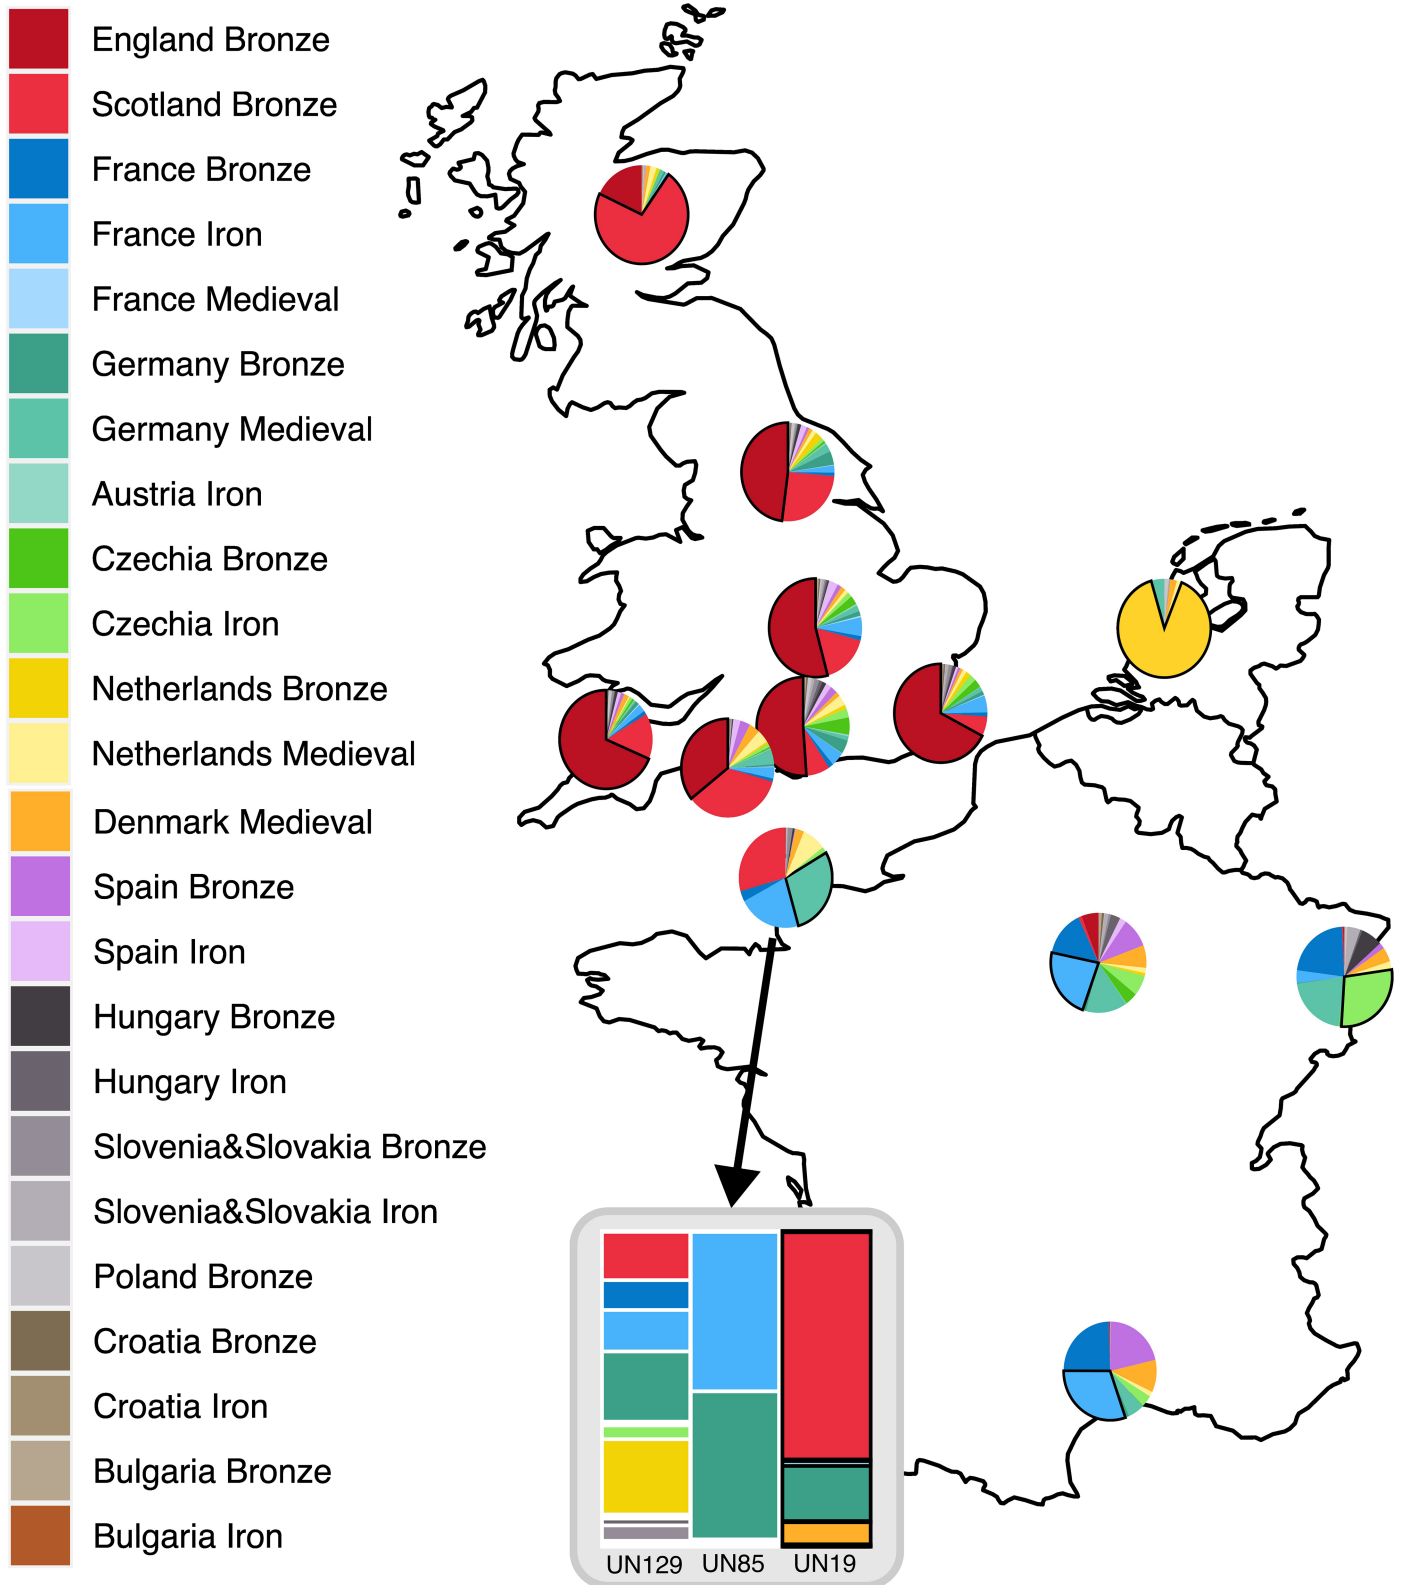 England Bronze
Scotland Bronze
France Bronze
France Iron
France Medieval
Germany Bronze
Germany Medieval
Austria Iron
Czechia Bronze
Czechia Iron
Netherlands Bronze
Netherlands Medieval
Denmark Medieval
Spain Bronze
Spain Iron
Hungary Bronze
Hungary Iron
Slovenia&Slovakia Bronze
Slovenia&Slovakia Iron
Poland Bronze
Croatia Bronze
Croatia Iron
Bulgaria Bronze
Bulgaria Iron
UN129 UN85 UN19